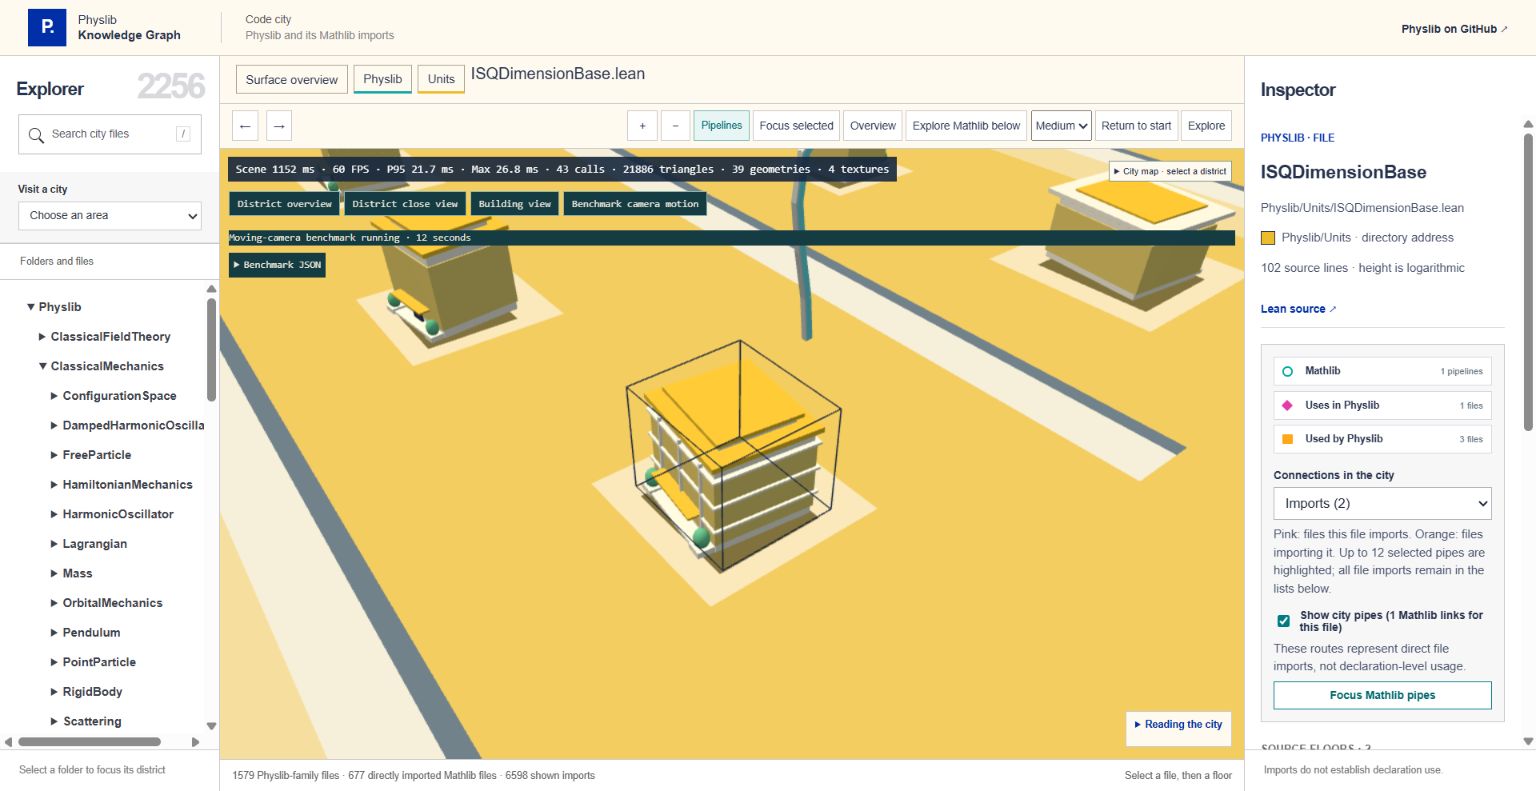 P.
Physlib
Knowledge Graph
Code city
Physlib and its Mathlib imports
Physlib on GitHub ↗
Explorer
2256
Search city files
/
Visit a city
Choose an area
Folders and files
▼ Physlib
▶ ClassicalFieldTheory
▼ ClassicalMechanics
▶ ConfigurationSpace
▶ DampedHarmonicOscilla
▶ FreeParticle
▶ HamiltonianMechanics
▶ HarmonicOscillator
▶ Lagrangian
▶ Mass
▶ OrbitalMechanics
▶ Pendulum
▶ PointParticle
▶ RigidBody
▶ Scattering
Select a folder to focus its district
Surface overview
Physlib
Units
ISQDimensionBase.lean
←
→
+
−
Pipelines
Focus selected
Overview
Explore Mathlib below
Medium
Return to start
Explore
Scene 1152 ms · 60 FPS · P95 21.7 ms · Max 26.8 ms · 43 calls · 21886 triangles · 39 geometries · 4 textures
▶ City map · select a district
District overview
District close view
Building view
Benchmark camera motion
Moving-camera benchmark running · 12 seconds
▶ Benchmark JSON
▶ Reading the city
1579 Physlib-family files · 677 directly imported Mathlib files · 6598 shown imports
Select a file, then a floor
Inspector
PHYSLIB · FILE
ISQDimensionBase
Physlib/Units/ISQDimensionBase.lean
Physlib/Units · directory address
102 source lines · height is logarithmic
Lean source ↗
Mathlib
1 pipelines
Uses in Physlib
1 files
Used by Physlib
3 files
Connections in the city
Imports (2)
Pink: files this file imports. Orange: files
importing it. Up to 12 selected pipes are
highlighted; all file imports remain in the
lists below.
Show city pipes (1 Mathlib links for
this file)
These routes represent direct file
imports, not declaration-level usage.
Focus Mathlib pipes
SOURCE FLOORS · 2
Imports do not establish declaration use.